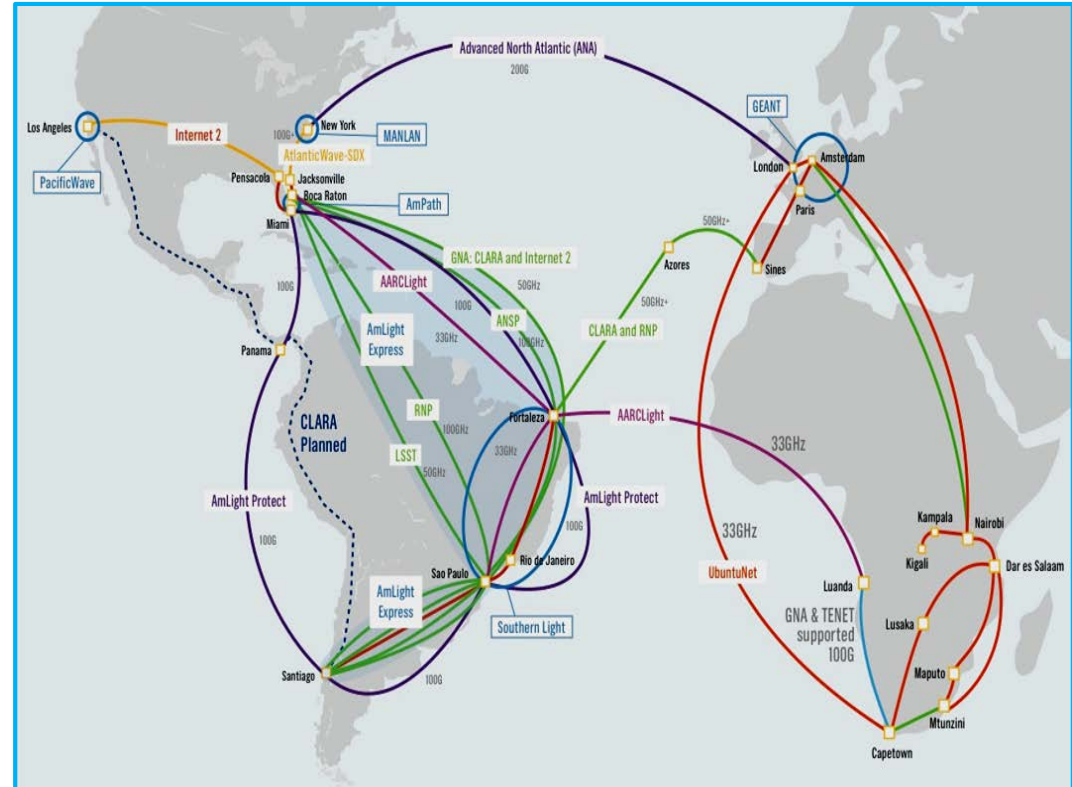 Advanced North Atlantic (ANA)
200G
GEANT
Los Angeles
Internet 2
100G+
New York
MANLAN
AtlanticWave-SDX
London
Amsterdam
PacificWave
Pensacola
Jacksonville
Boca Raton
AmPath
Miami
Paris
50GHz+
GNA: CLARA and Internet 2
Azores
Sines
AARCLight
50GHz
100G
100G
50GHz+
ANSP
CLARA and RNP
AmLight
Express
33GHz
100GHz
Panama
RNP
Fortaleza
AARCLight
CLARA
Planned
100GHz
33GHz
33GHz
LSST
50GHz
AmLight Protect
AmLight Protect
100G
Kampala
Nairobi
33GHz
100G
Rio de Janeiro
Kigali
Dar es Salaam
Sao Paulo
UbuntuNet
Luanda
AmLight
Express
GNA & TENET
supported
100G
Lusaka
Southern Light
Santiago
100G
Maputo
Mtunzini
Capetown